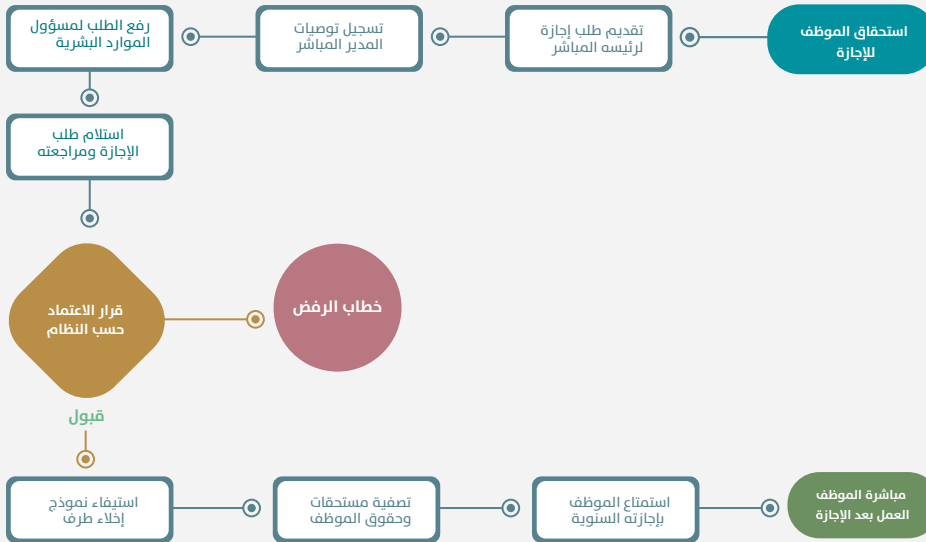 استحقاق الموظف
للإجازة
تقديم طلب إجازة
لرئيسه المباشر
تسجيل توصيات
المدير المباشر
رفع الطلب لمسؤول
الموارد البشرية
استلام طلب
الإجازة ومراجعته
قرار الاعتماد
حسب النظام
خطاب الرفض
قبول
استيفاء نموذج
إخلاء طرف
تصفية مستحقات
وحقوق الموظف
استمتاع الموظف
بإجازته السنوية
مباشرة الموظف
العمل بعد الإجازة